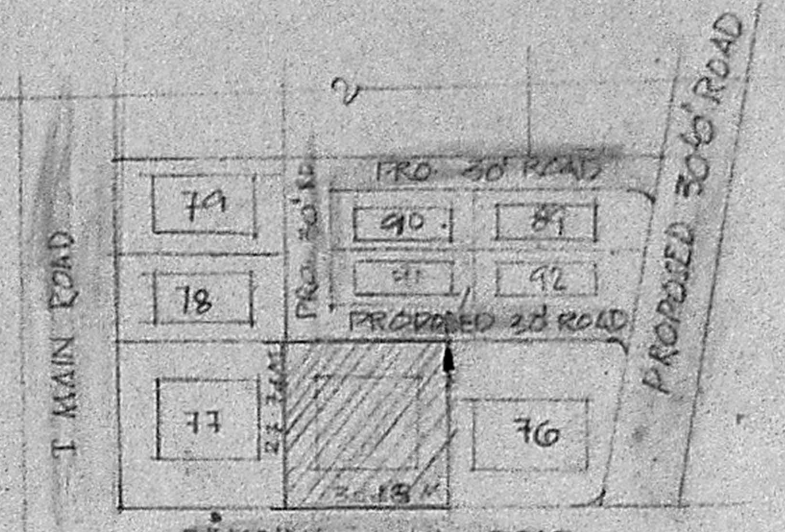 2
PRO. 30' ROAD
79
PRO. 30' RD
90
89
78
91
92
PROPOSED 30' ROAD
I MAIN ROAD
PROPOSED 30'0' ROAD
77
76